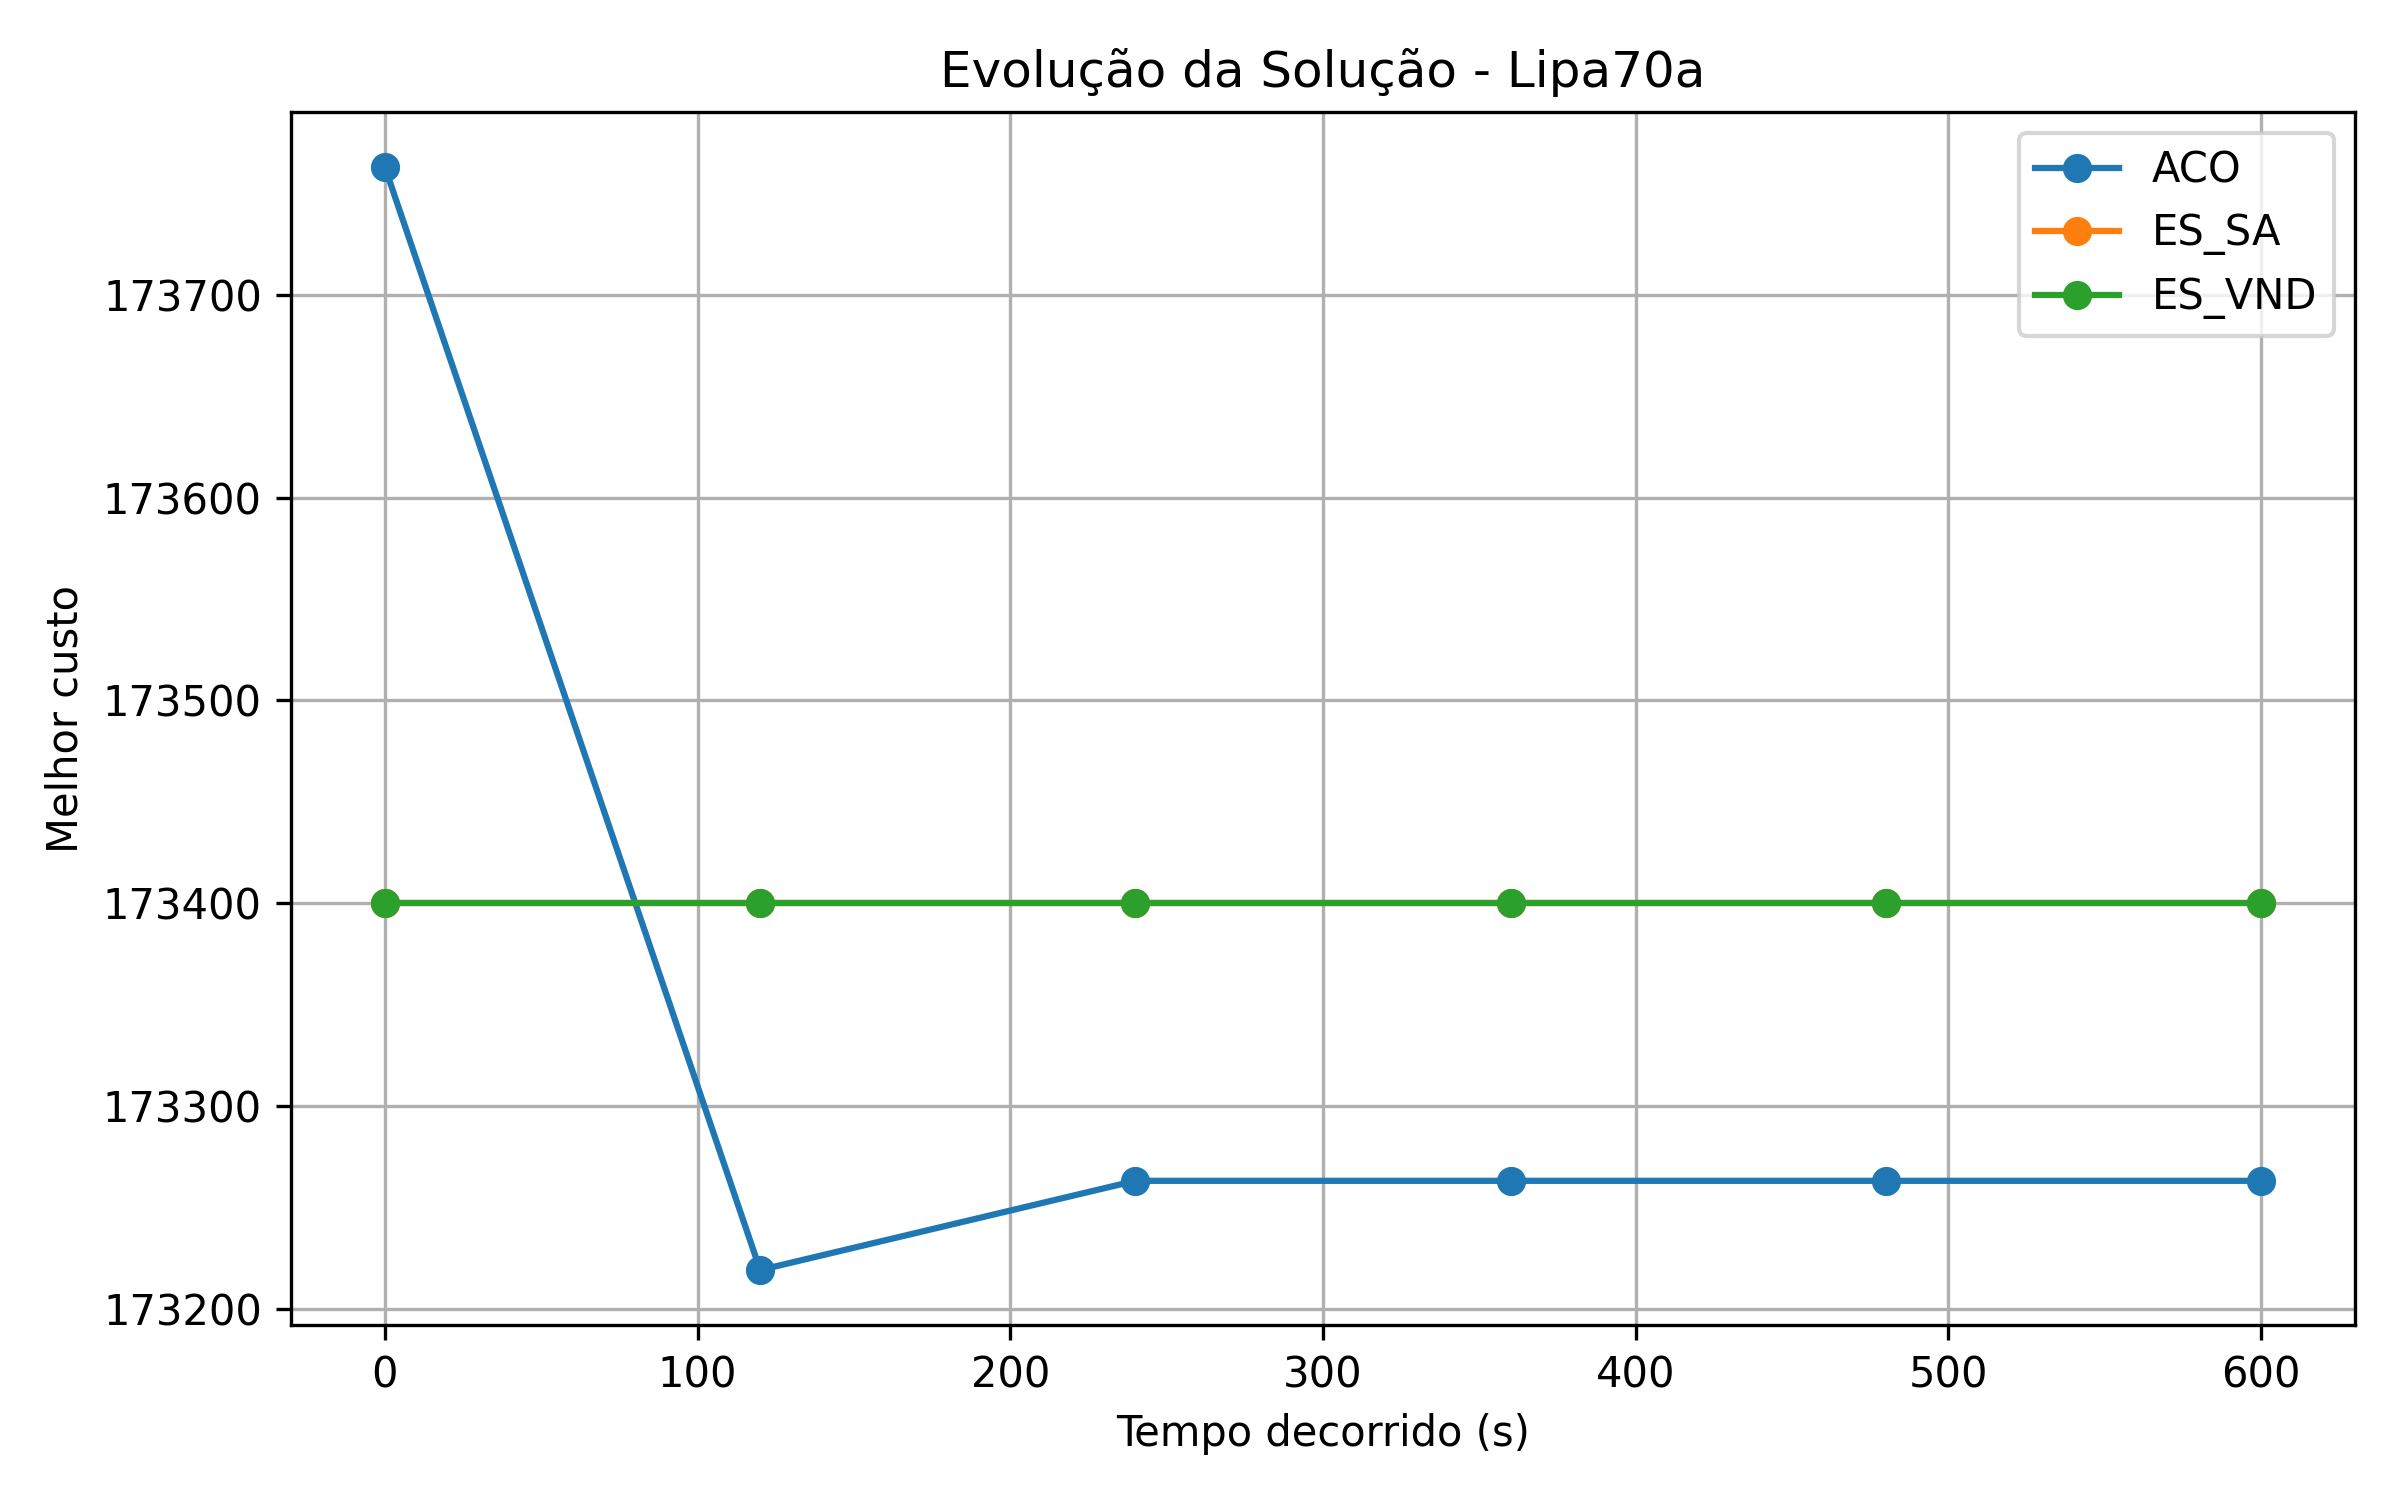 Evolução da Solução - Lipa70a
ACO
ES_SA
ES_VND
Melhor custo
173700
173600
173500
173400
173300
173200
0 100 200 300 400 500 600
Tempo decorrido (s)